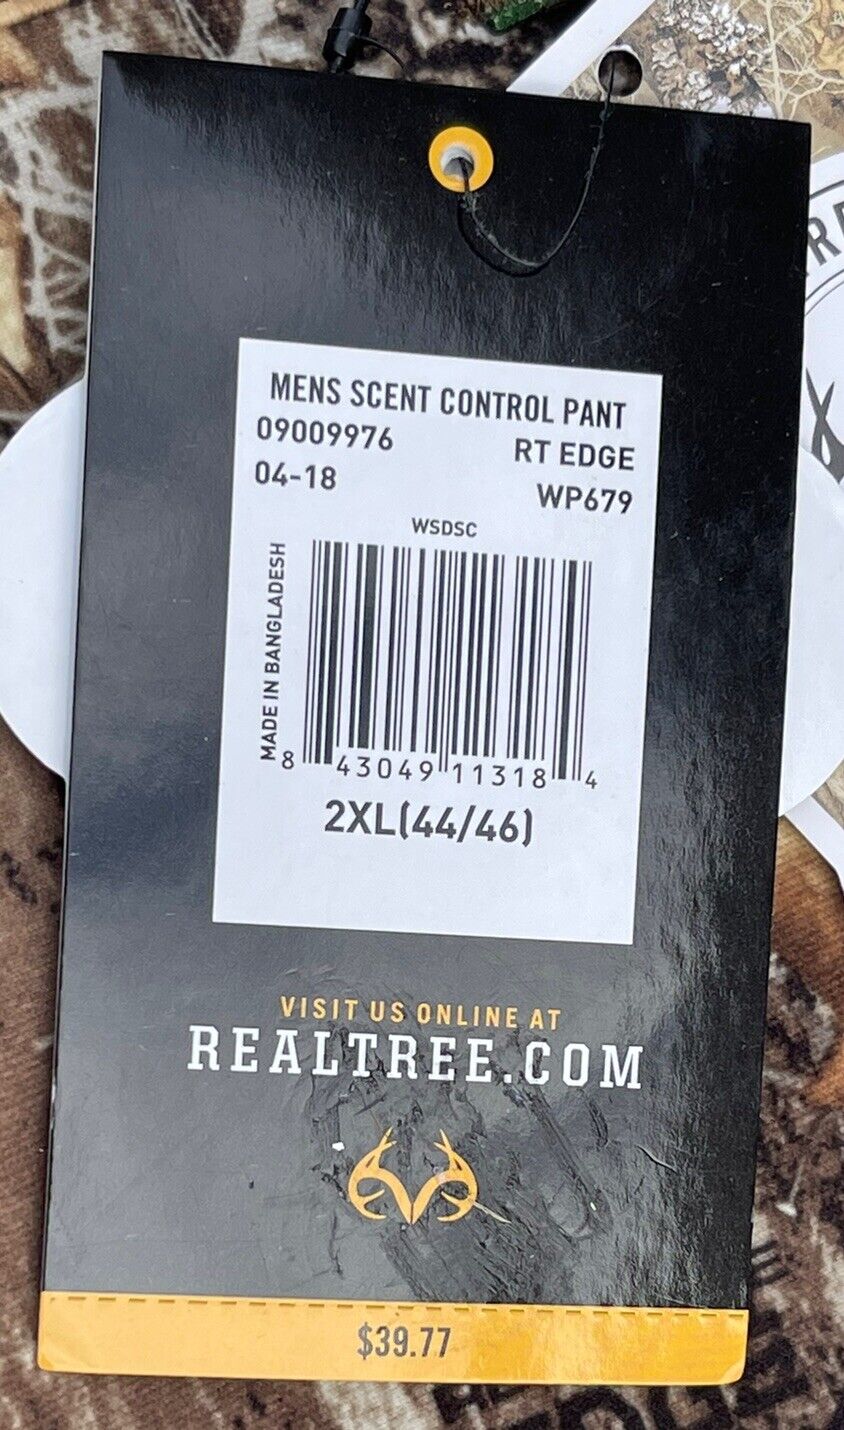 MENS SCENT CONTROL PANT
09009976 RT EDGE
04-18 WP679
WSDSC
MADE IN BANGLADESH
8 43049 11318 4
2XL(44/46)
VISIT US ONLINE AT
REALTREE.COM
$39.77